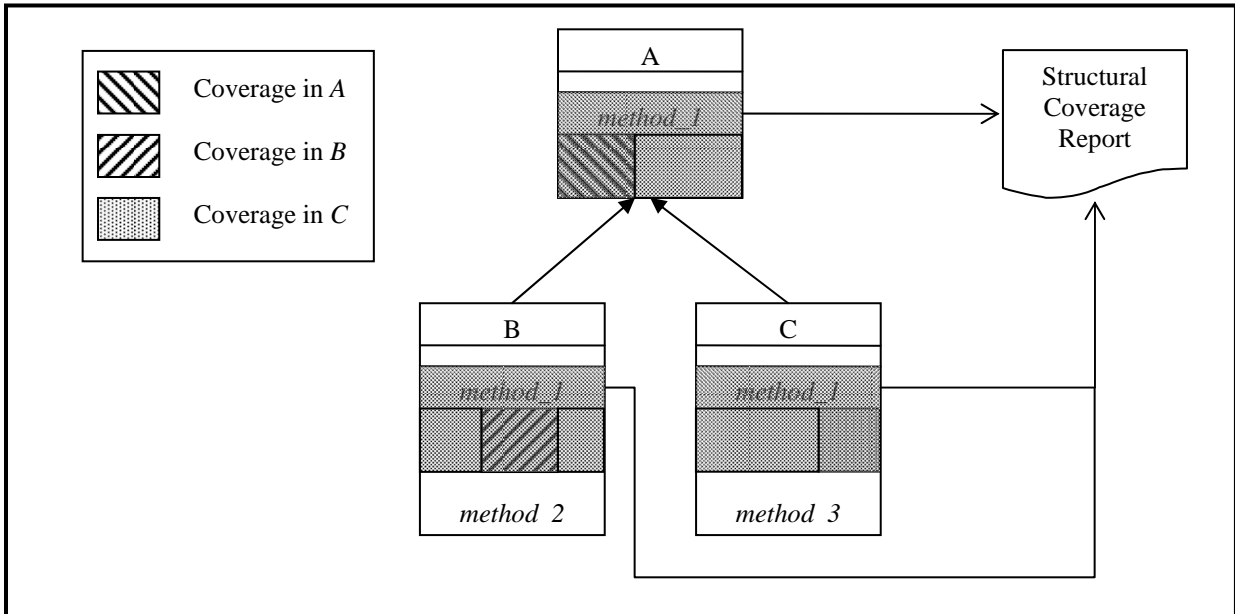 Coverage in A
Coverage in B
Coverage in C
A
method_1
Structural
Coverage
Report
B
method_1
method_2
C
method_1
method_3